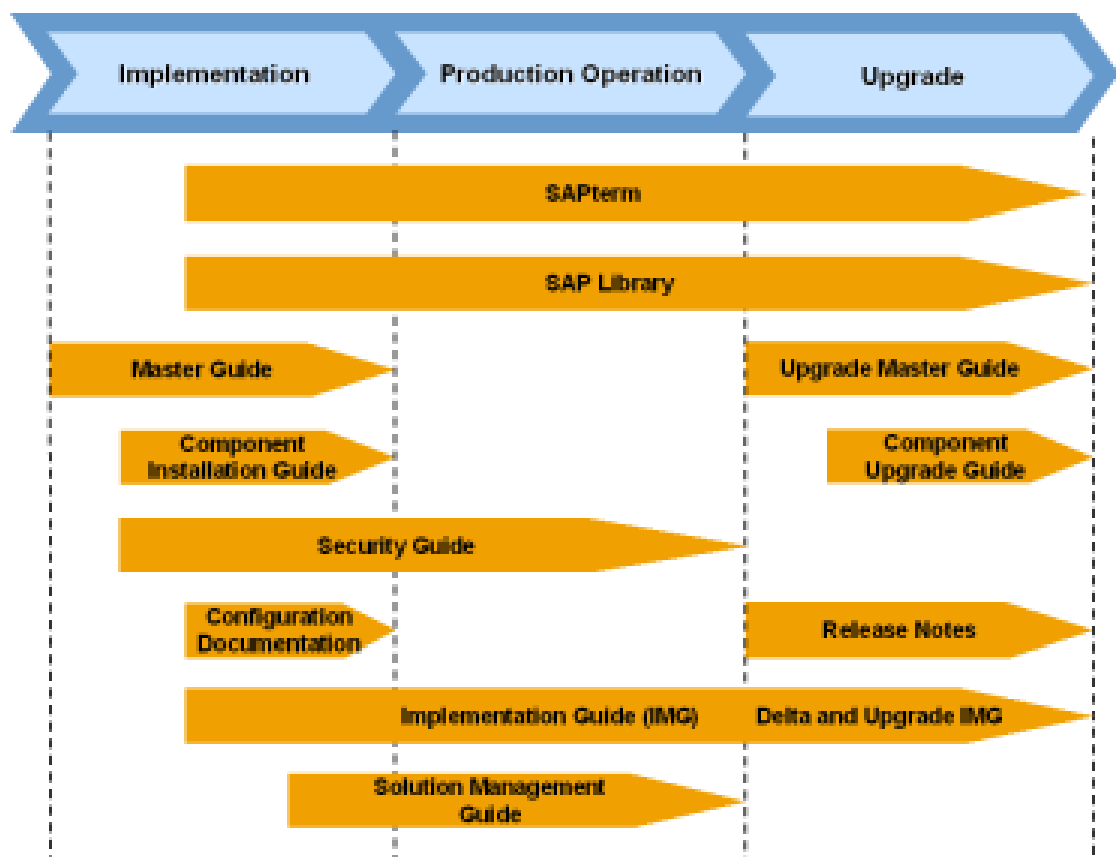 Implementation
Production Operation
Upgrade
SAPterm
SAP Library
Master Guide
Upgrade Master Guide
Component
Installation Guide
Component
Upgrade Guide
Security Guide
Configuration
Documentation
Release Notes
Implementation Guide (IMG)
Delta and Upgrade IMG
Solution Management
Guide